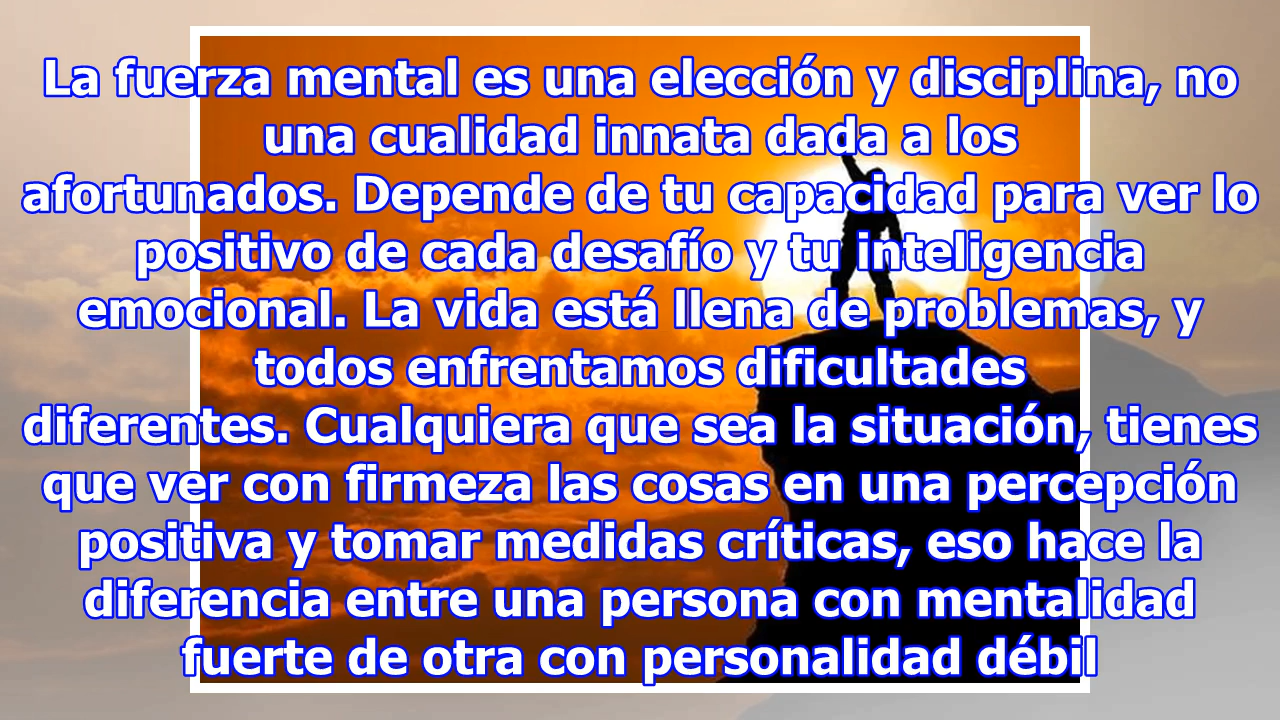 La fuerza mental es una elección y disciplina, no
una cualidad innata dada a los
afortunados. Depende de tu capacidad para ver lo
positivo de cada desafío y tu inteligencia
emocional. La vida está llena de problemas, y
todos enfrentamos dificultades
diferentes. Cualquiera que sea la situación, tienes
que ver con firmeza las cosas en una percepción
positiva y tomar medidas críticas, eso hace la
diferencia entre una persona con mentalidad
fuerte de otra con personalidad débil